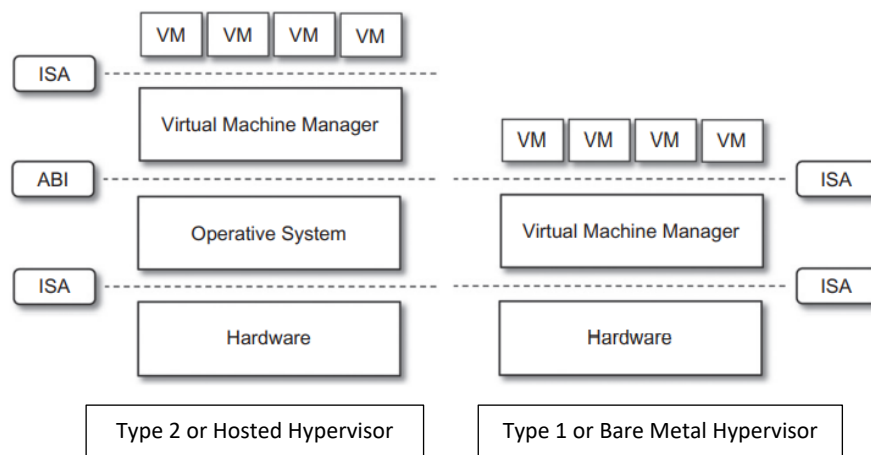 VM VM VM VM
ISA
Virtual Machine Manager
ABI
Operative System
ISA
Hardware
Type 2 or Hosted Hypervisor
VM VM VM VM
ISA
Virtual Machine Manager
ISA
Hardware
Type 1 or Bare Metal Hypervisor